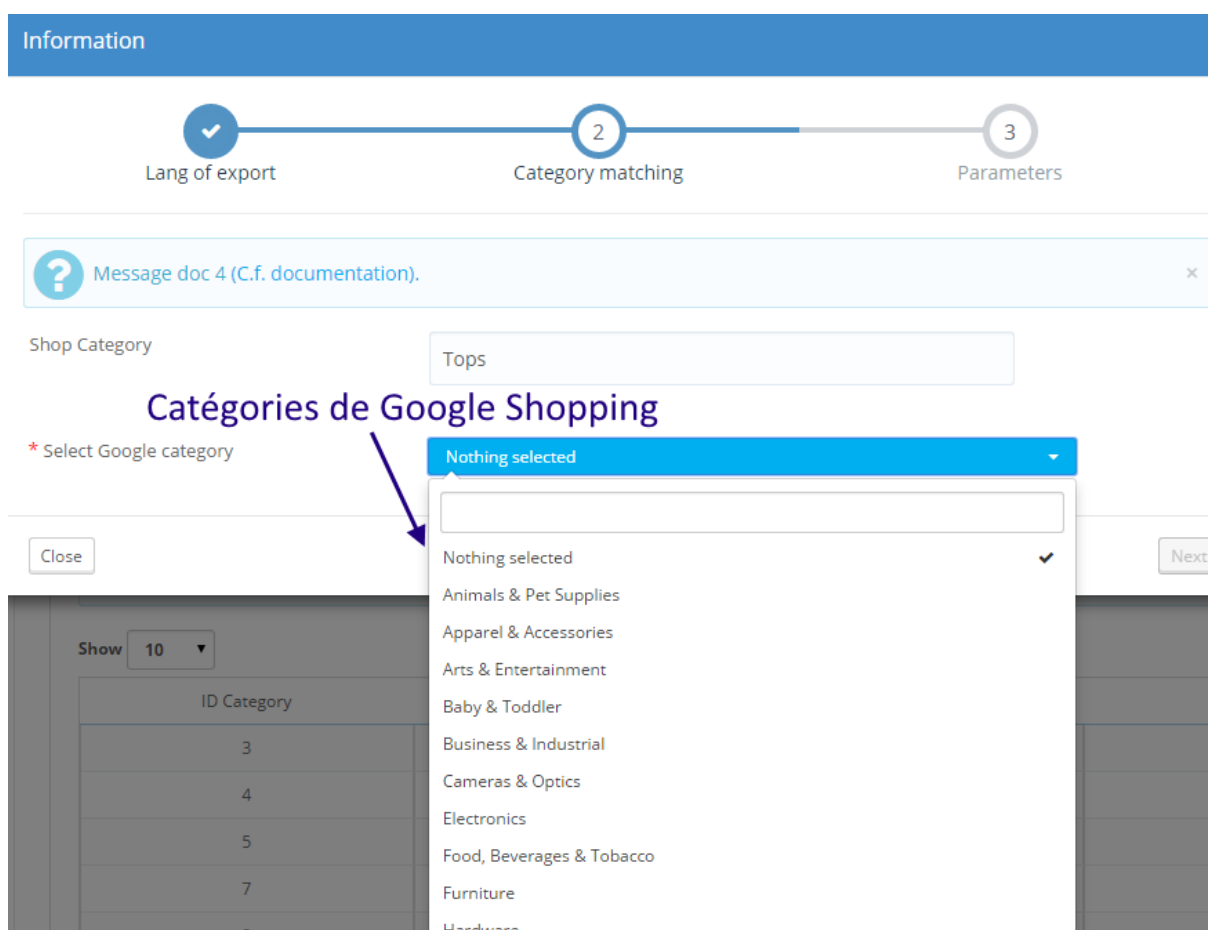 Information
2
3
Lang of export
Category matching
Parameters
?
Message doc 4 (C.f. documentation).
×
Shop Category
Tops
Catégories de Google Shopping
* Select Google category
Nothing selected
Close
Nothing selected
Next
Animals & Pet Supplies
Apparel & Accessories
Show 10
Arts & Entertainment
ID Category
Baby & Toddler
3
Business & Industrial
4
Cameras & Optics
Electronics
5
Food, Beverages & Tobacco
7
Furniture
Hardware